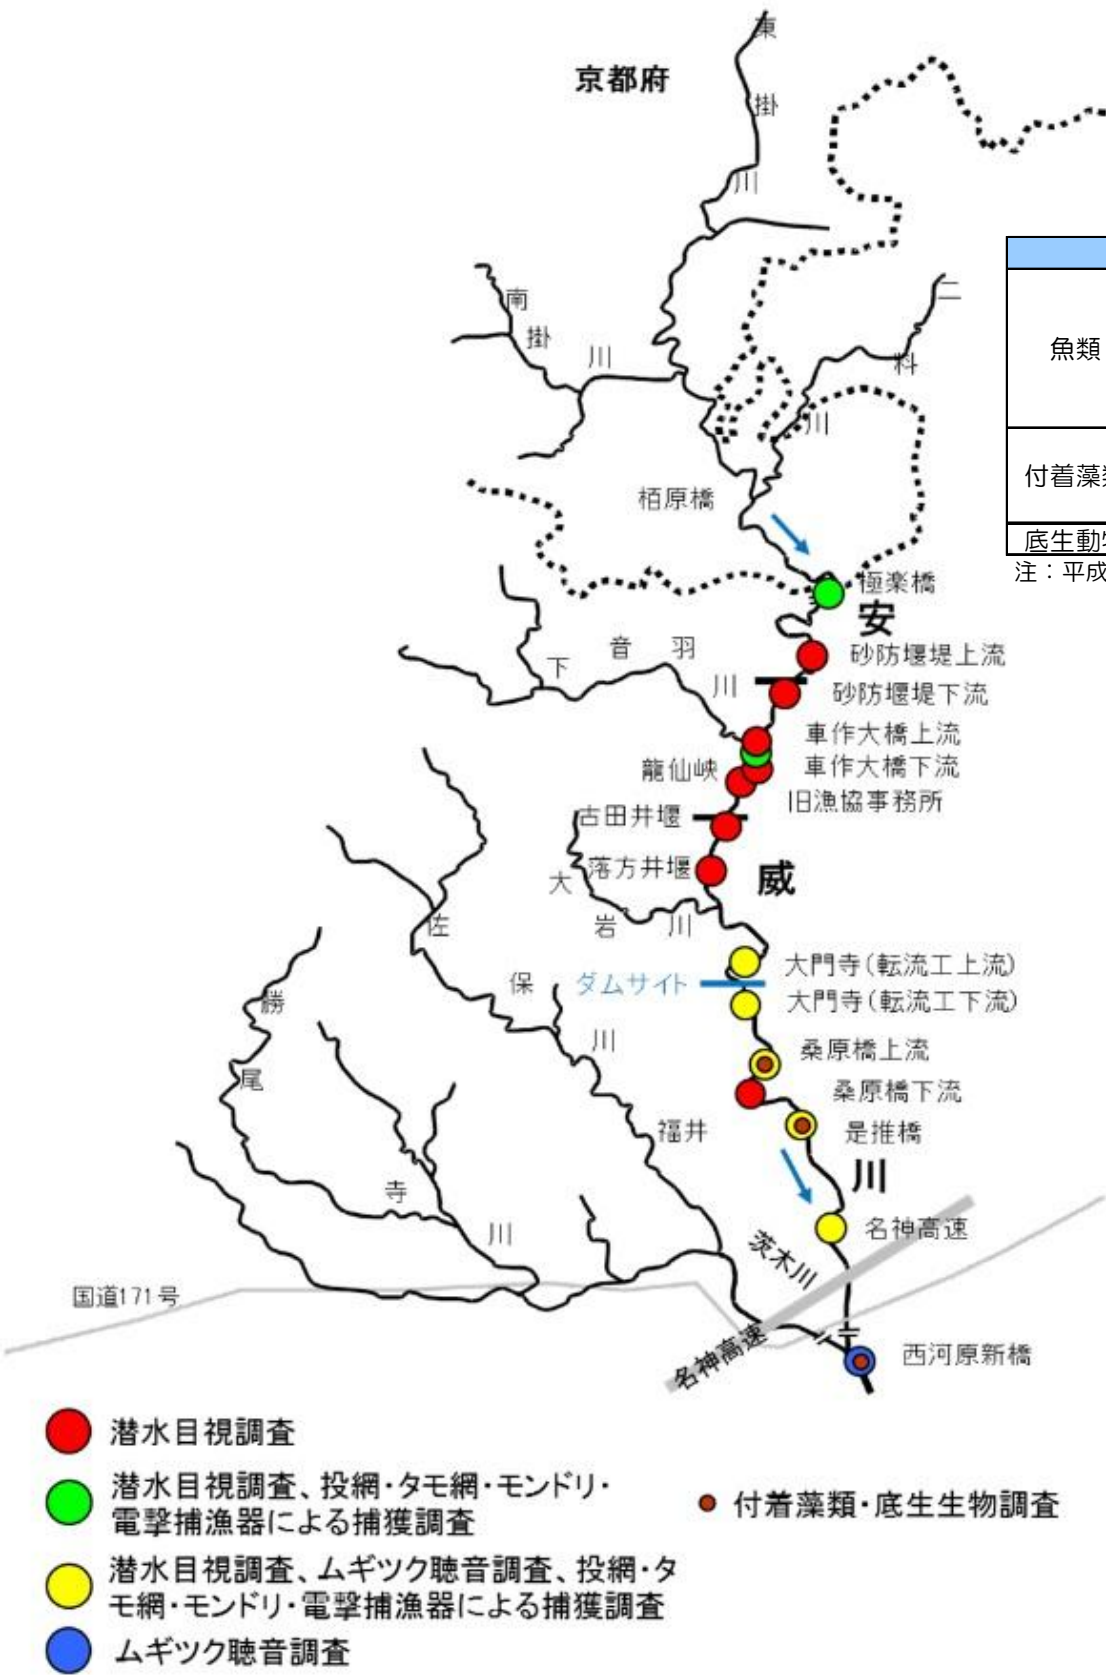 京都府
東掛川
南掛川
二料川
魚類
付着藻
底生動
注：平成
栢原橋
極楽橋
安
砂防堰堤上流
下音羽川
砂防堰堤下流
車作大橋上流
龍仙峡
車作大橋下流
旧漁協事務所
古田井堰
落方井堰
威
大岩川
佐保川
大門寺（転流工上流）
ダムサイト
大門寺（転流工下流）
勝尾寺川
桑原橋上流
桑原橋下流
福井
是推橋
川
名神高速
茨木川
国道171号
名神高速
西河原新橋
潜水目視調査
潜水目視調査、投網・タモ網・モンドリ・
電撃捕漁器による捕獲調査
付着藻類・底生生物調査
潜水目視調査、ムギツク聴音調査、投網・タ
モ網・モンドリ・電撃捕漁器による捕獲調査
ムギツク聴音調査